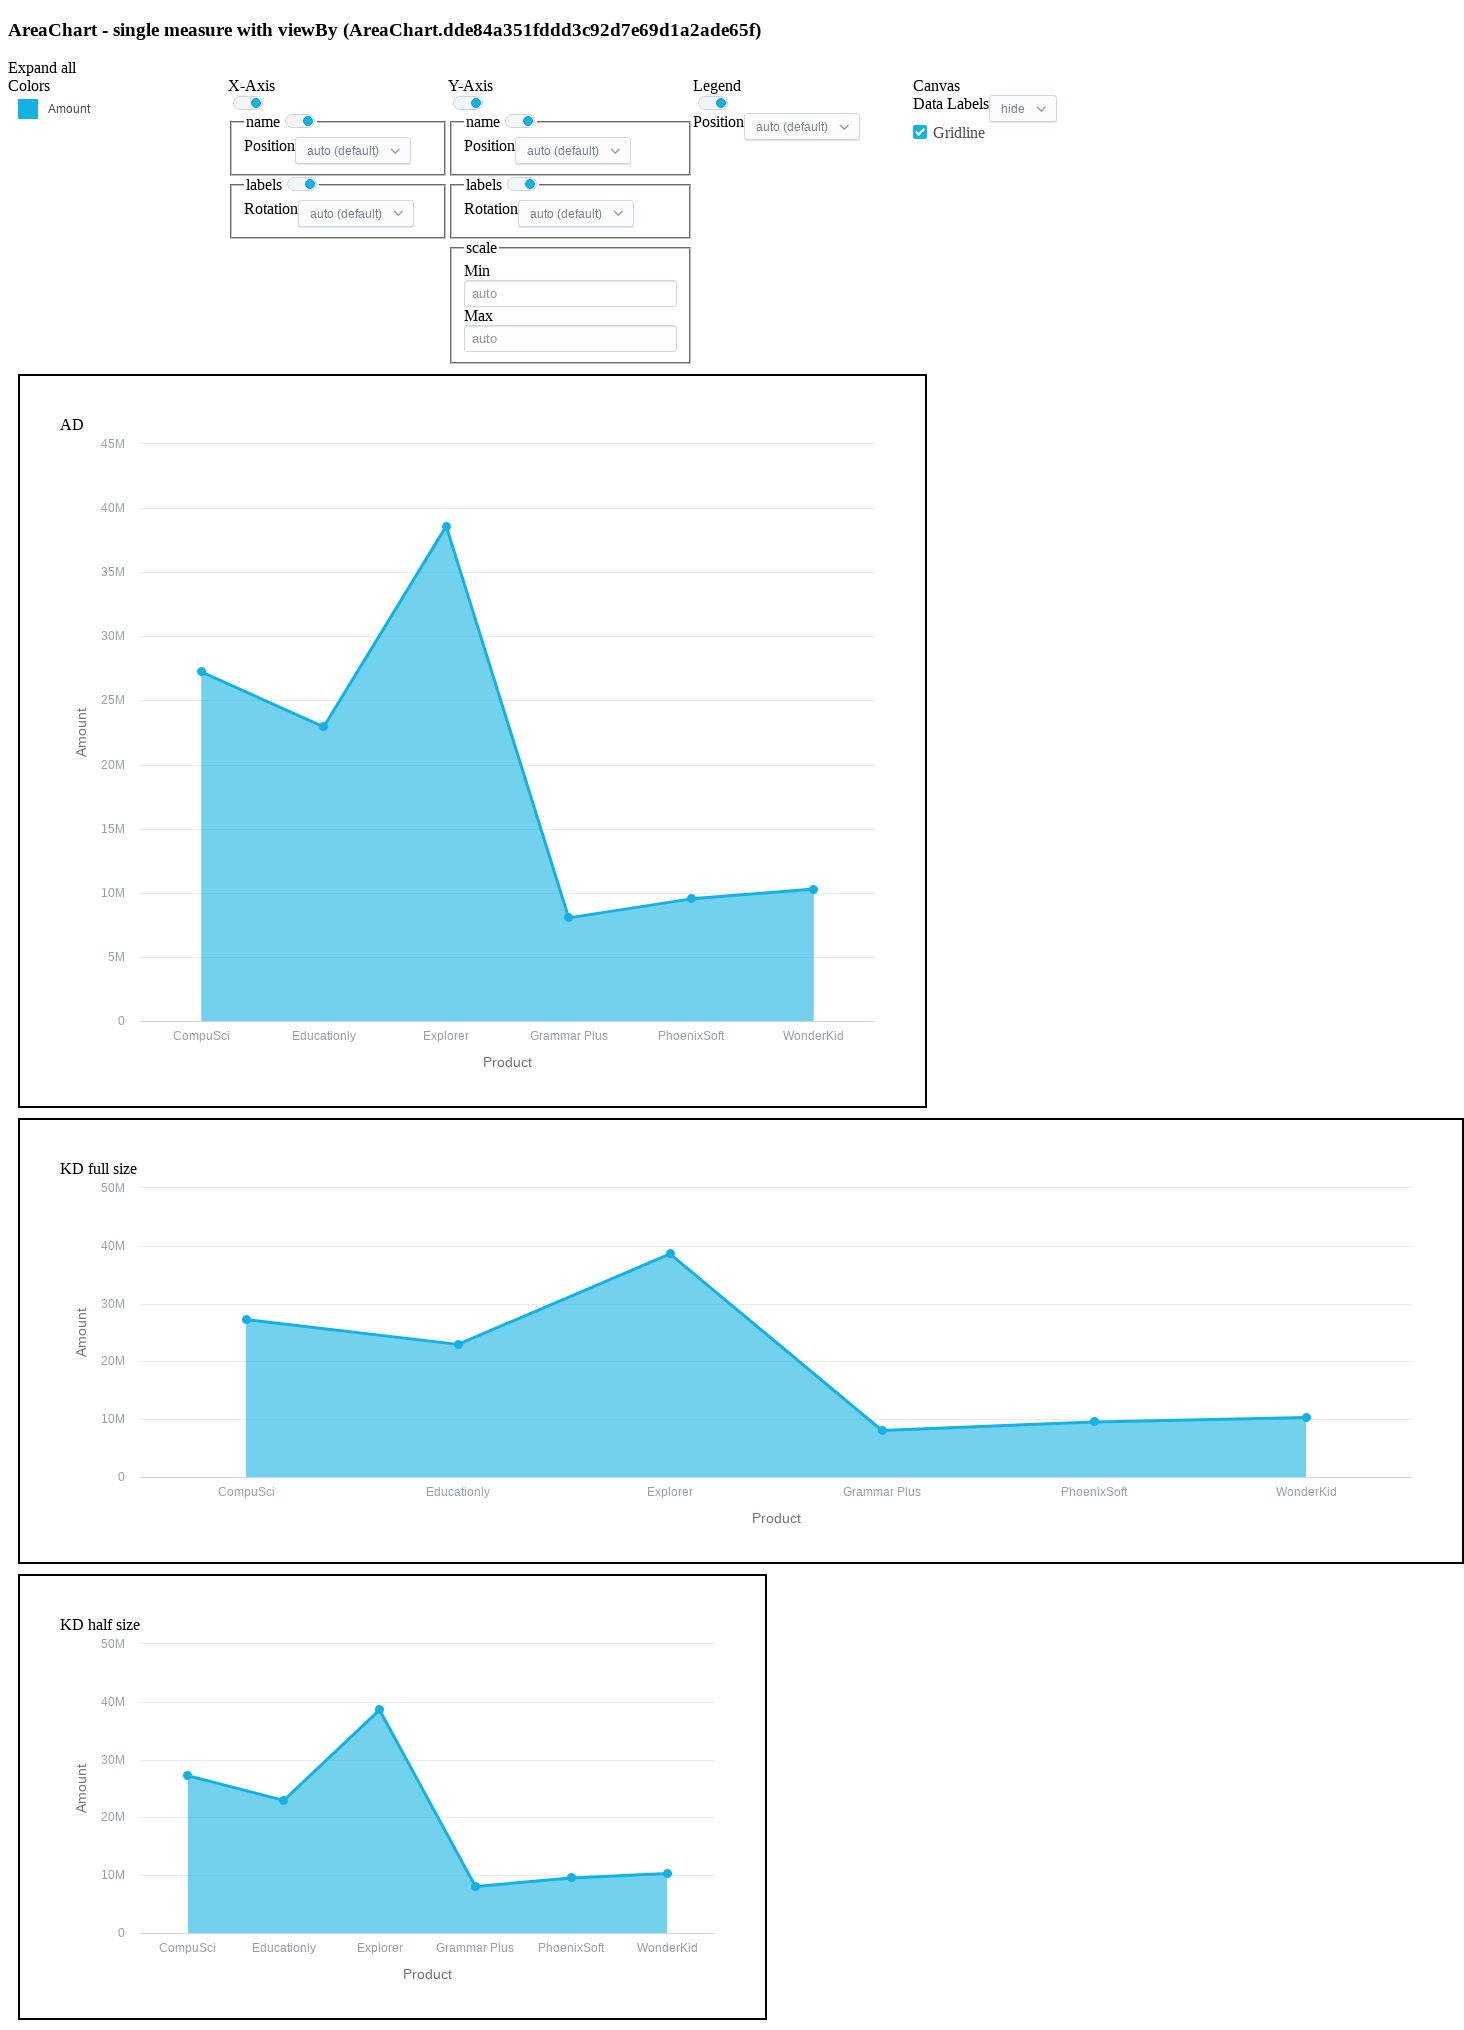 AreaChart - single measure with viewBy (AreaChart.dde84a351fddd3c92d7e69d1a2ade65f)
Expand all
Colors
Amount
X-Axis
name
Position auto (default)
labels
Rotation auto (default)
Y-Axis
name
Position auto (default)
labels
Rotation auto (default)
scale
Min
auto
Max
auto
Legend
Position auto (default)
Canvas
Data Labels hide
Gridline
AD
45M
40M
35M
30M
25M
20M
15M
10M
5M
0
Amount
CompuSci Educationly Explorer Grammar Plus PhoenixSoft WonderKid
Product
KD full size
50M
40M
30M
20M
10M
0
Amount
CompuSci Educationly Explorer Grammar Plus PhoenixSoft WonderKid
Product
KD half size
50M
40M
30M
20M
10M
0
Amount
CompuSci Educationly Explorer Grammar Plus PhoenixSoft WonderKid
Product